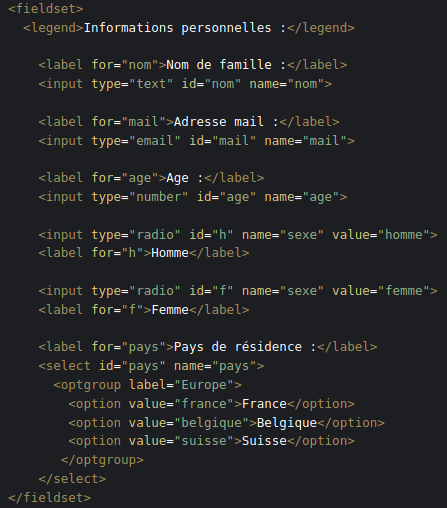 <fieldset>
<legend>Informations personnelles :</legend>
<label for="nom">Nom de famille :</label>
<input type="text" id="nom" name="nom">
<label for="mail">Adresse mail :</label>
<input type="email" id="mail" name="mail">
<label for="age">Age :</label>
<input type="number" id="age" name="age">
<input type="radio" id="h" name="sexe" value="homme">
<label for="h">Homme</label>
<input type="radio" id="f" name="sexe" value="femme">
<label for="f">Femme</label>
<label for="pays">Pays de résidence :</label>
<select id="pays" name="pays">
<optgroup label="Europe">
<option value="france">France</option>
<option value="belgique">Belgique</option>
<option value="suisse">Suisse</option>
</optgroup>
</select>
</fieldset>